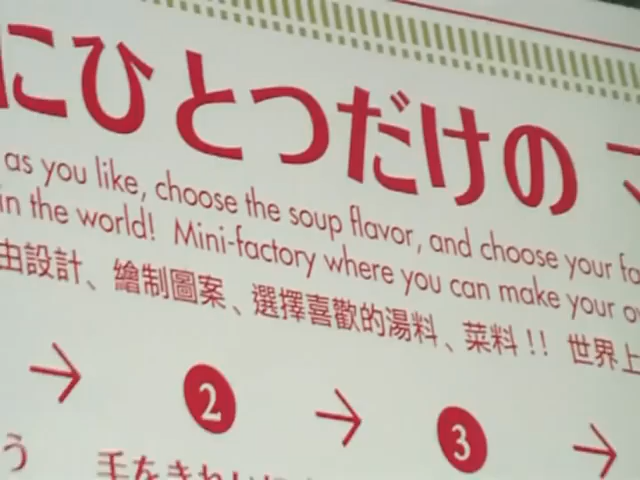 にひとつだけの マ
as you like, choose the soup flavor, and choose your fa
in the world! Mini-factory where you can make your o
由設計、繪制圖案、選擇喜歡的湯料、菜料!! 世界上
→ 2 → 3 →
う 手をきれいに